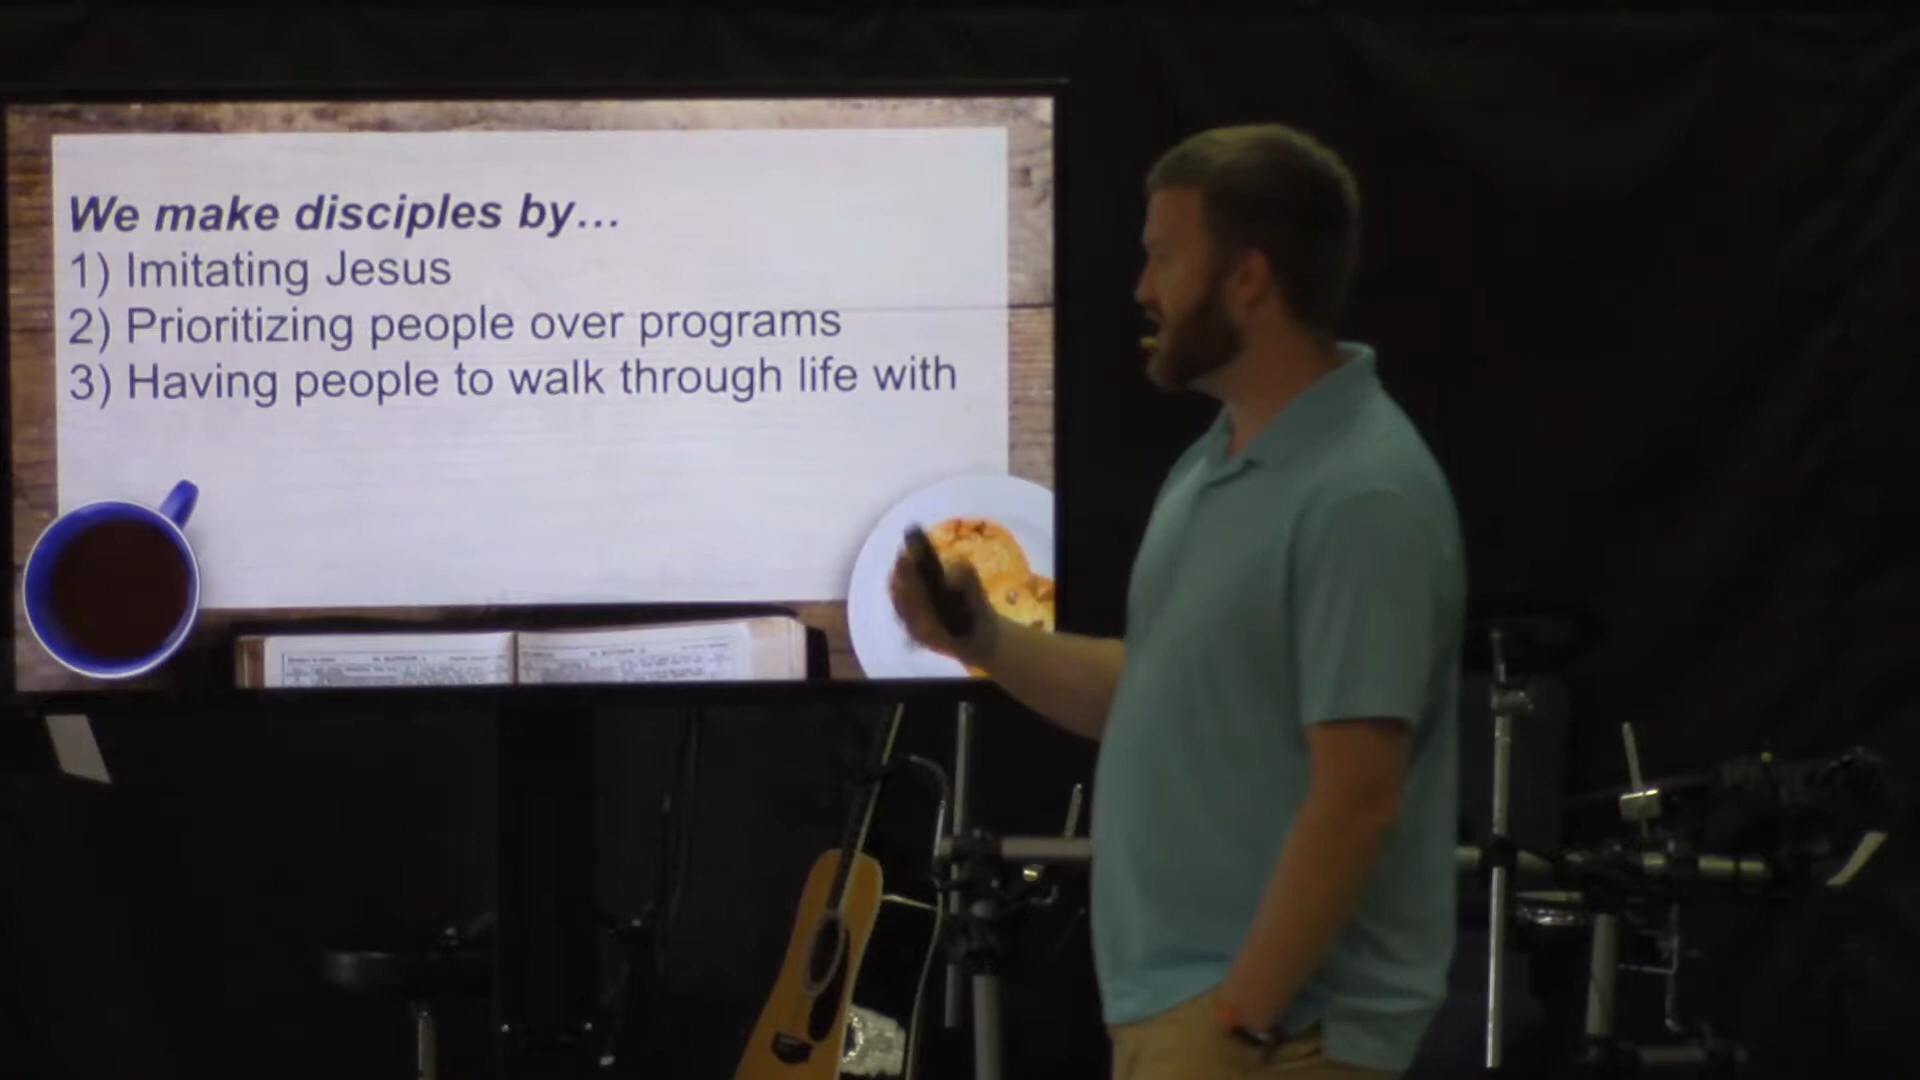 We make disciples by...
1) Imitating Jesus
2) Prioritizing people over programs
3) Having people to walk through life with